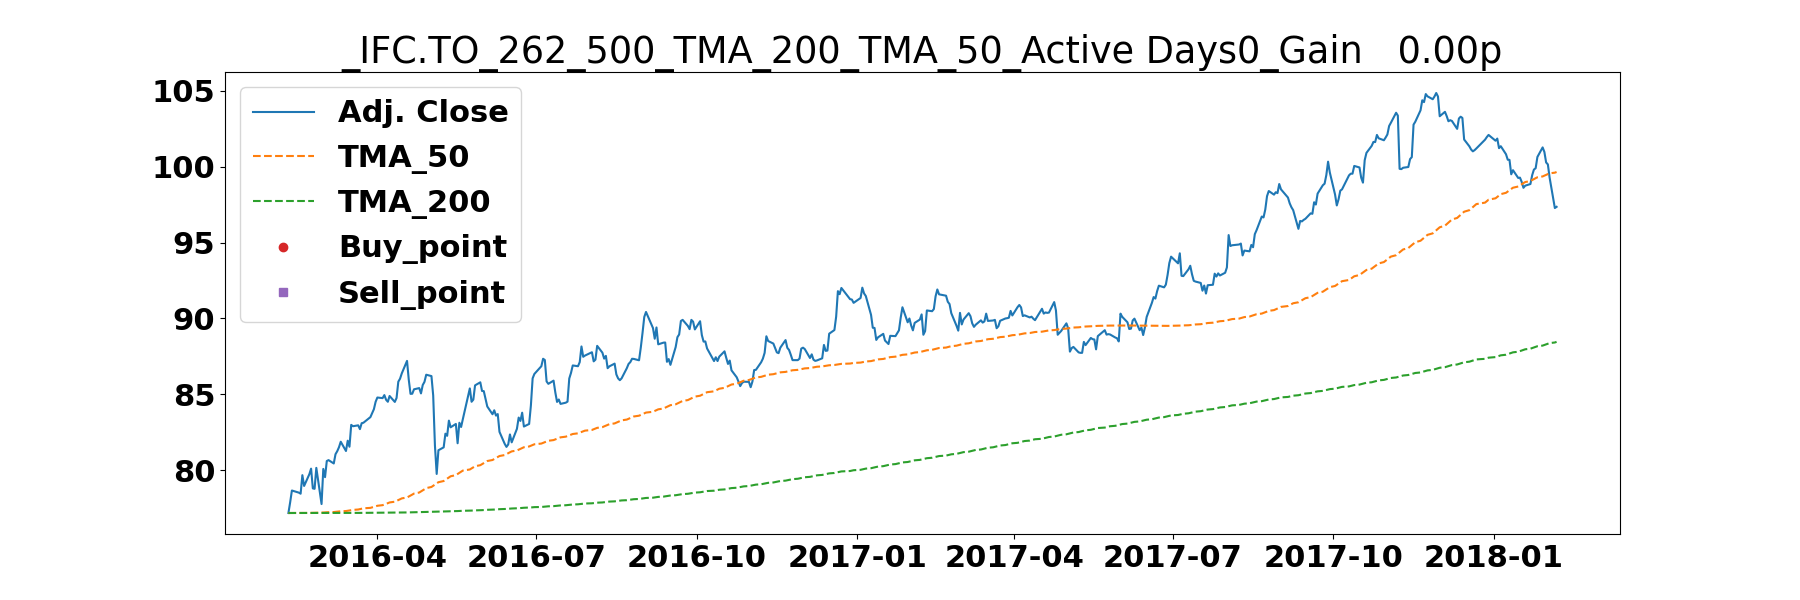 _IFC.TO_262_500_TMA_200_TMA_50_Active Days0_Gain   0.00p
105
100
95
90
85
80
Adj. Close
TMA_50
TMA_200
Buy_point
Sell_point
2016-04 2016-07 2016-10 2017-01 2017-04 2017-07 2017-10 2018-01